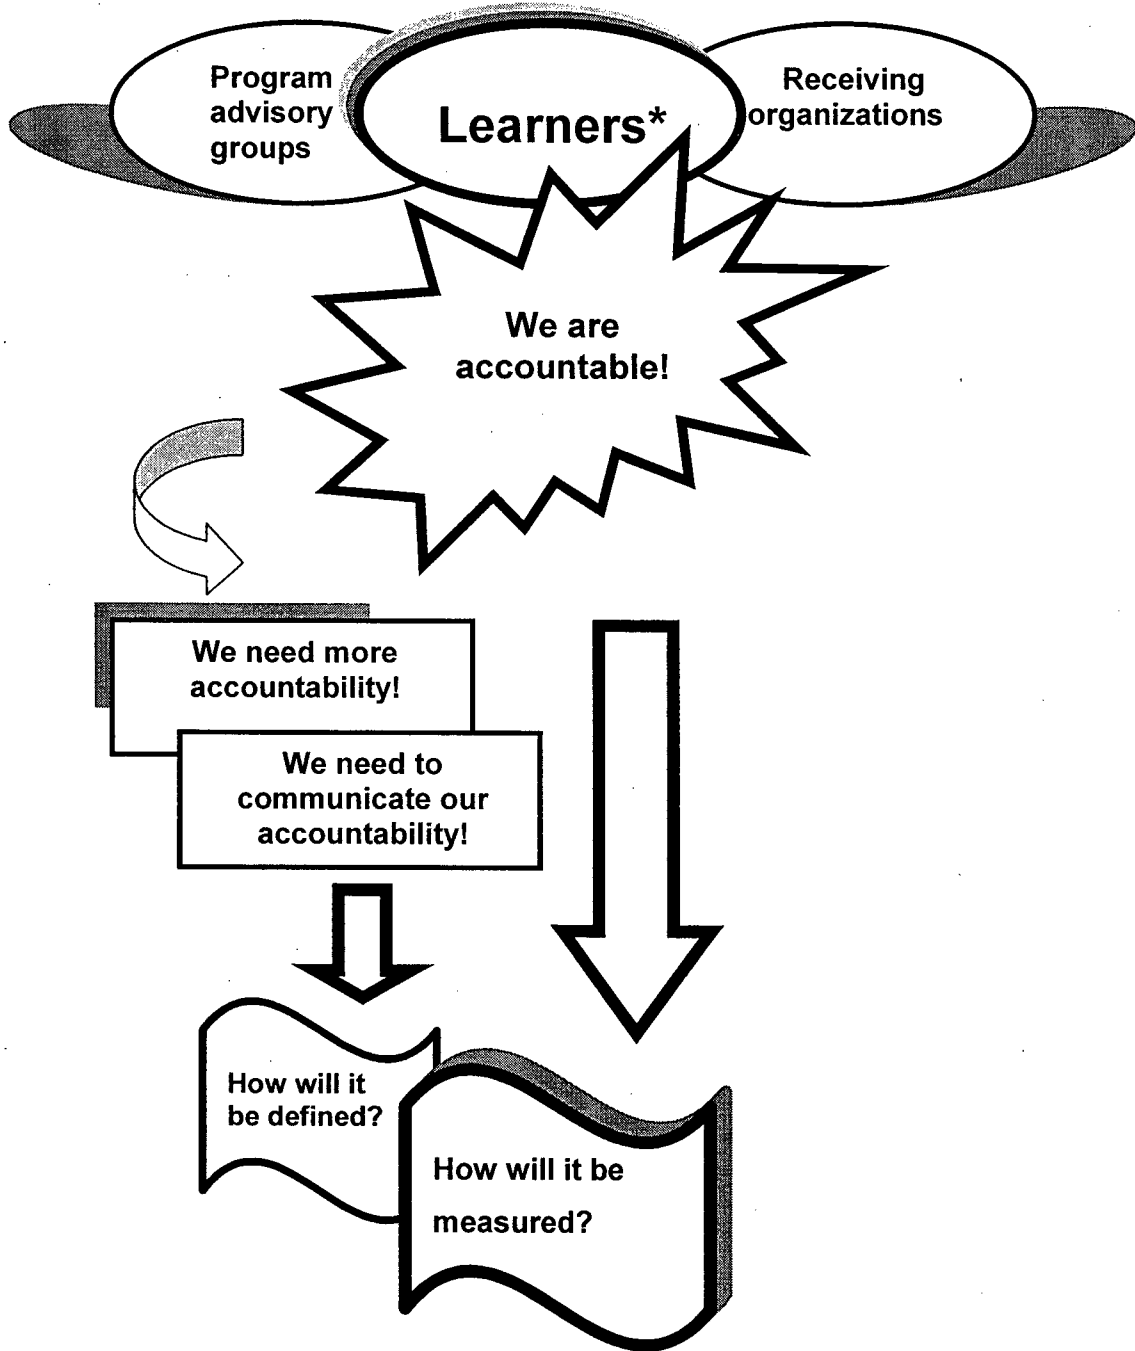 Program
advisory
groups
Learners*
Receiving
organizations
We are
accountable!
We need more
accountability!
We need to
communicate our
accountability!
How will it
be defined?
How will it be
measured?